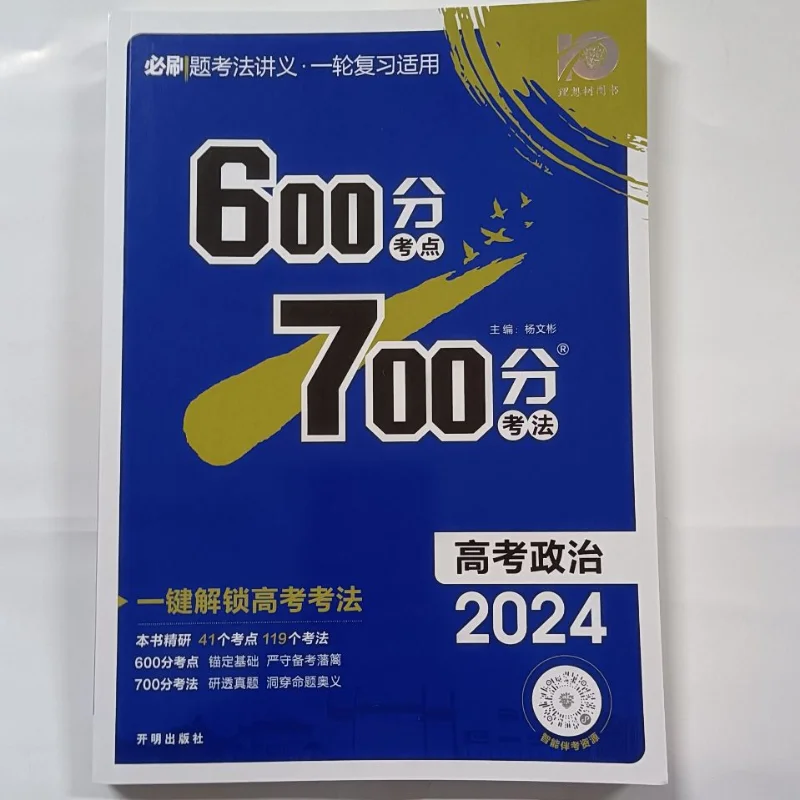 必刷题考法讲义·一轮复习适用
理想树图书
600分
考点
700分®
考法
主编：杨文彬
高考政治
2024
一键解锁高考考法
本书精研 41个考点 119个考法
600分考点 锚定基础 严守备考藩篱
700分考法 研透真题 洞穿命题奥义
智能伴考资源
开明出版社